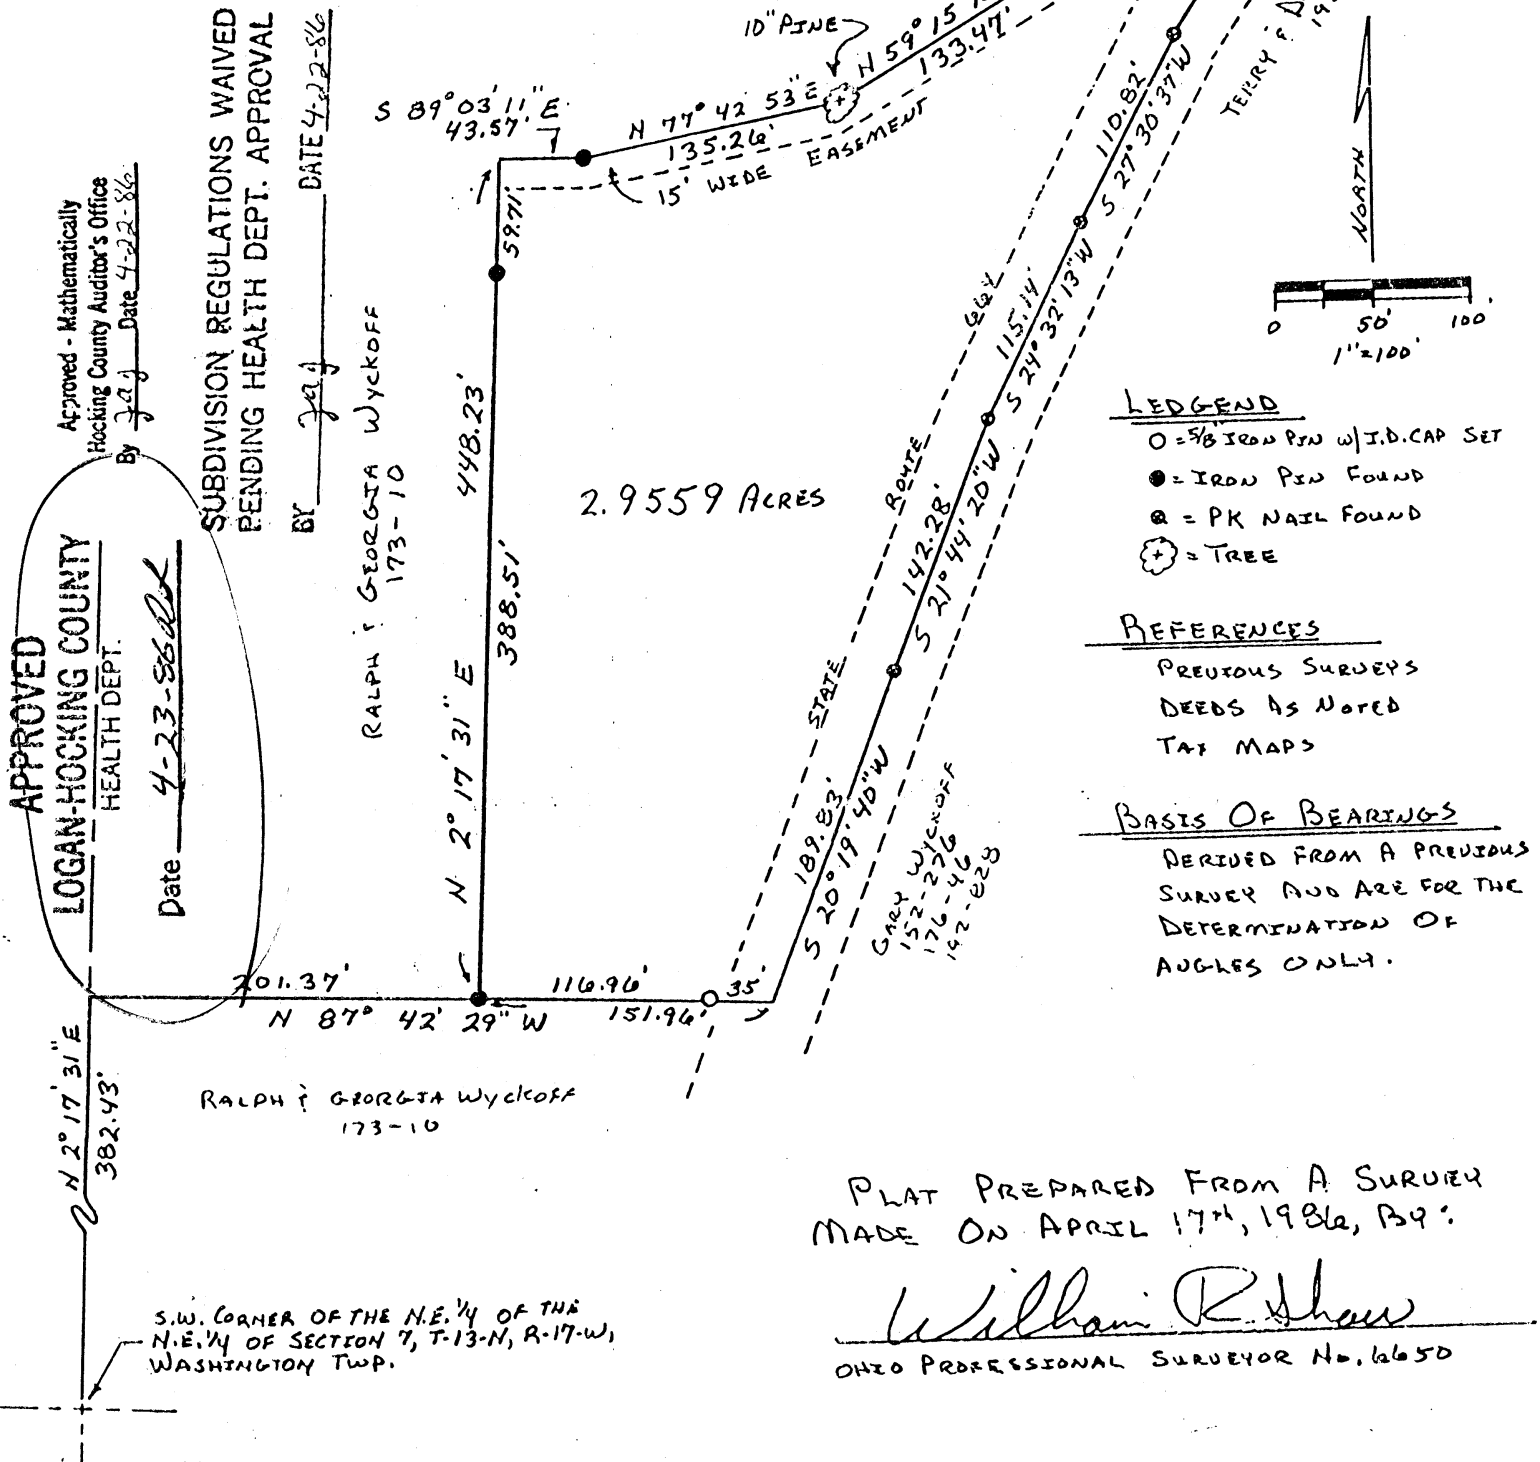 10" PINE
N 59° 15'
133.47'
S 89° 03' 11" E
43.57'
N 77° 42' 53" E
135.26'
15' WIDE EASEMENT
59.71'
448.23'
388.51'
N 2° 17' 31" E
2.9559 ACRES
RALPH & GEORGIA WYCKOFF
173-10
SUBDIVISION REGULATIONS WAIVED
PENDING HEALTH DEPT. APPROVAL
BY DATE 4-22-86
Approved - Mathematically
Hocking County Auditor's Office
By Date 4-22-86
APPROVED
LOGAN-HOCKING COUNTY
HEALTH DEPT.
Date 4-23-86
STATE ROUTE 664
110.82'
S 27° 30' 37" W
115.14'
S 24° 32' 13" W
142.28'
S 21° 44' 20" W
189.83'
S 20° 19' 40" W
TERRY &
GARY WYCKOFF
152-276
176-46
192-828
NORTH
0 50' 100'
1"=100'
LEDGEND
O = 5/8" IRON PIN W/ I.D. CAP SET
= IRON PIN FOUND
= PK NAIL FOUND
= TREE
REFERENCES
PREVIOUS SURVEYS
DEEDS AS NOTED
TAX MAPS
BASIS OF BEARINGS
DERIVED FROM A PREVIOUS
SURVEY AND ARE FOR THE
DETERMINATION OF
ANGLES ONLY.
201.37'
N 87° 42' 29" W
116.96'
151.96'
35'
N 2° 17' 31" E
382.43'
RALPH & GEORGIA WYCKOFF
173-10
S.W. CORNER OF THE N.E. 1/4 OF THE
N.E. 1/4 OF SECTION 7, T-13-N, R-17-W,
WASHINGTON TWP.
PLAT PREPARED FROM A SURVEY
MADE ON APRIL 17th, 1986, BY:
William R. Shaw
OHIO PROFESSIONAL SURVEYOR No. 6650